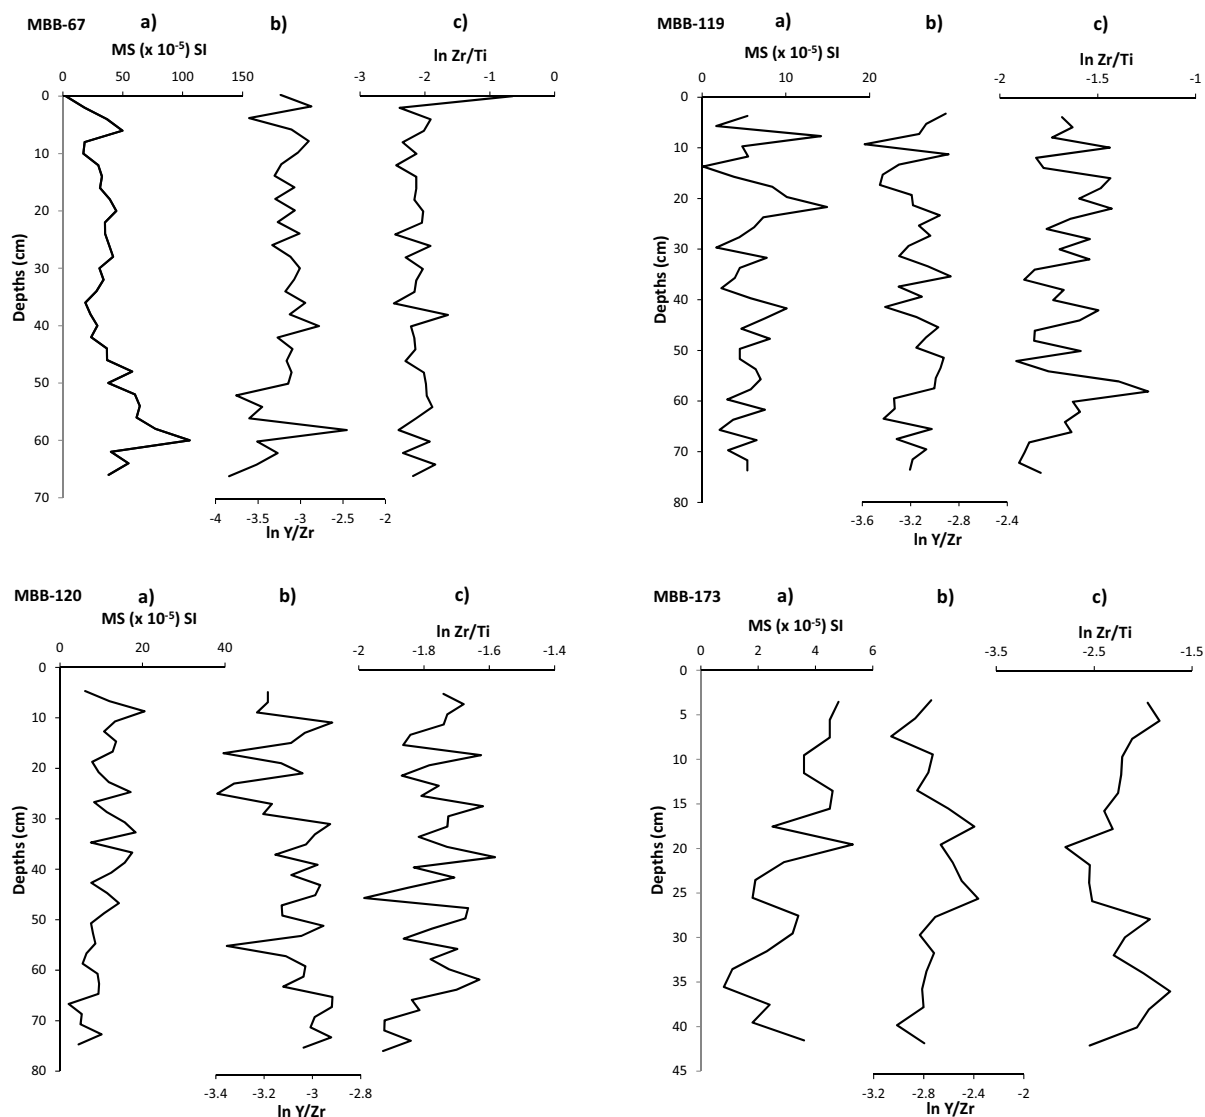 MBB-67 a) b) c)
MS (x 10-5) SI ln Zr/Ti
0 50 100 150 -3 -2 -1 0
Depths (cm)
0
10
20
30
40
50
60
70
-4 -3.5 -3 -2.5 -2
ln Y/Zr
MBB-119 a) b) c)
MS (x 10-5) SI ln Zr/Ti
0 10 20 -2 -1.5 -1
Depths (cm)
0
10
20
30
40
50
60
70
80
-3.6 -3.2 -2.8 -2.4
ln Y/Zr
MBB-120 a) b) c)
MS (x 10-5) SI ln Zr/Ti
0 20 40 -2 -1.8 -1.6 -1.4
Depths (cm)
0
10
20
30
40
50
60
70
80
-3.4 -3.2 -3 -2.8
ln Y/Zr
MBB-173 a) b) c)
MS (x 10-5) SI ln Zr/Ti
0 2 4 6 -3.5 -2.5 -1.5
Depths (cm)
0
5
10
15
20
25
30
35
40
45
-3.2 -2.8 -2.4 -2
ln Y/Zr